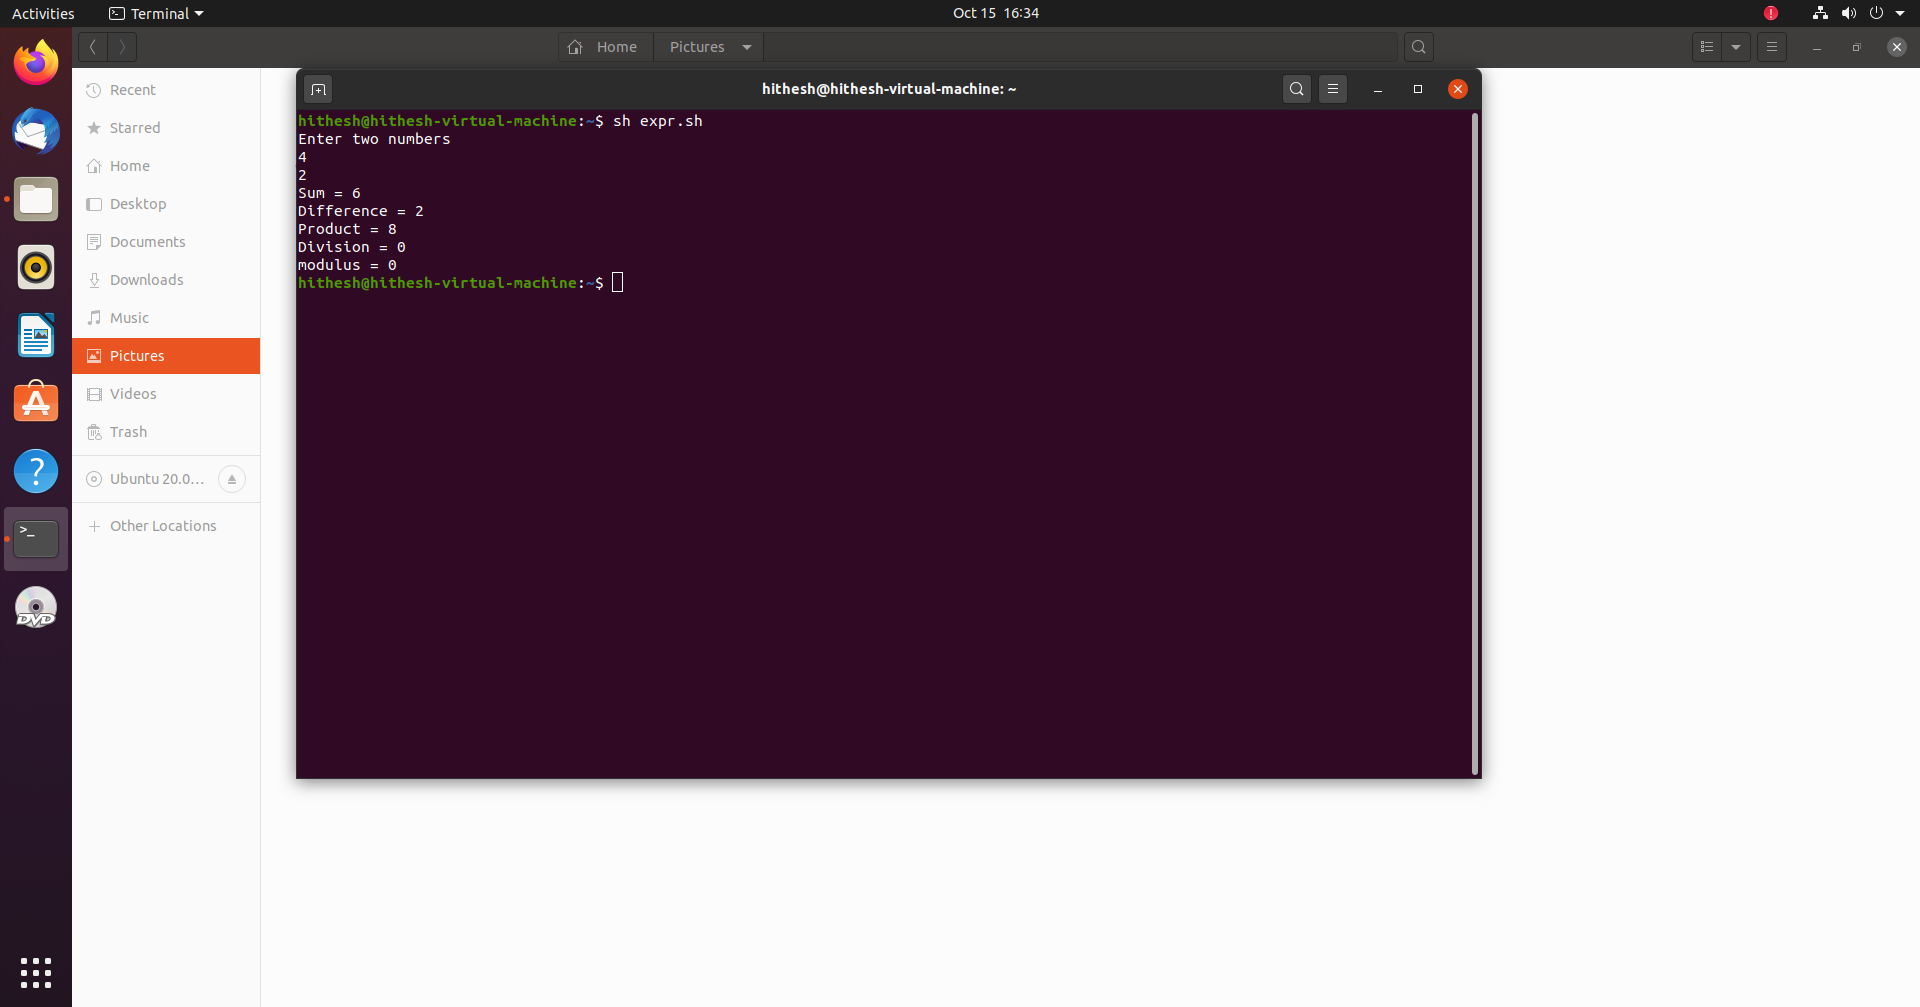 Activities Terminal Oct 15 16:34
Home Pictures
Recent
Starred
Home
Desktop
Documents
Downloads
Music
Pictures
Videos
Trash
Ubuntu 20.0...
Other Locations
hithesh@hithesh-virtual-machine: ~
hithesh@hithesh-virtual-machine:~$ sh expr.sh
Enter two numbers
4
2
Sum = 6
Difference = 2
Product = 8
Division = 0
modulus = 0
hithesh@hithesh-virtual-machine:~$
>_
DVD